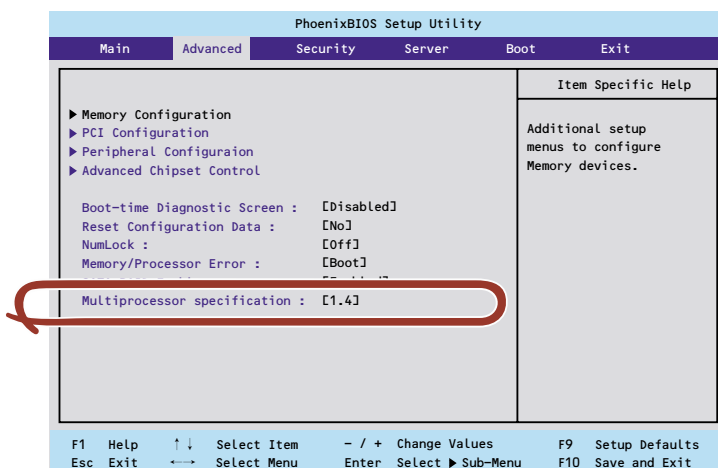 PhoenixBIOS Setup Utility
Main Advanced Security Server Boot Exit
Item Specific Help
Memory Configuration
PCI Configuration
Peripheral Configuraion
Advanced Chipset Control
Additional setup
menus to configure
Memory devices.
Boot-time Diagnostic Screen : [Disabled]
Reset Configuration Data : [No]
NumLock : [Off]
Memory/Processor Error : [Boot]
Multiprocessor specification : [1.4]
F1 Help ↑↓ Select Item - / + Change Values F9 Setup Defaults
Esc Exit ←→ Select Menu Enter Select ▶ Sub-Menu F10 Save and Exit